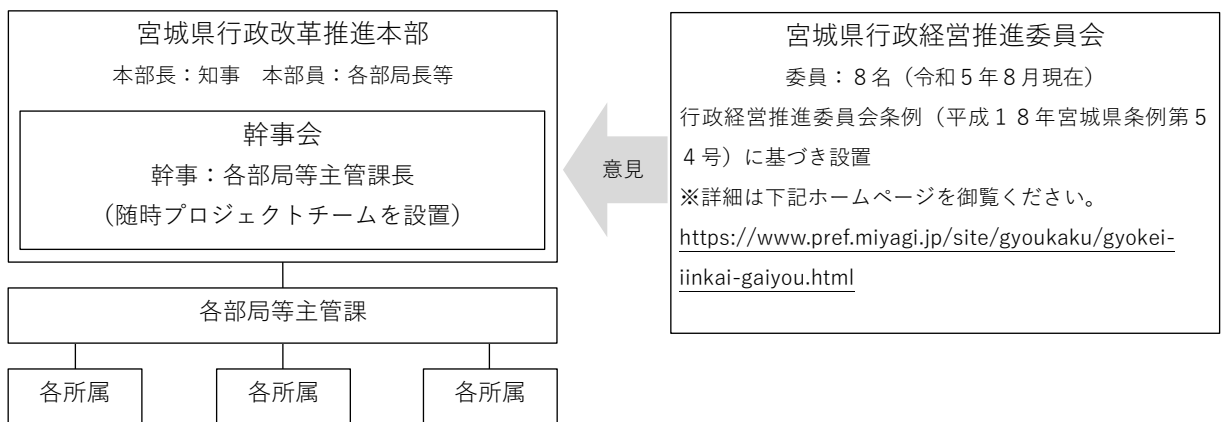 宮城県行政改革推進本部
本部長：知事　本部員：各部局長等
幹事会
幹事：各部局等主管課長
（随時プロジェクトチームを設置）
各部局等主管課
各所属
各所属
各所属
意見
宮城県行政経営推進委員会
委員：８名（令和５年８月現在）
行政経営推進委員会条例（平成１８年宮城県条例第５
４号）に基づき設置
※詳細は下記ホームページを御覧ください。
https://www.pref.miyagi.jp/site/gyoukaku/gyokei-
iinkai-gaiyou.html